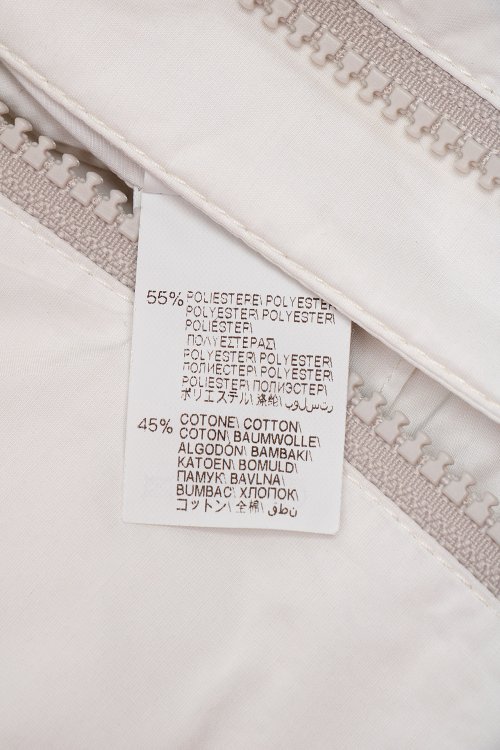 55% POLIESTERE\ POLYESTER
POLYESTER\ POLYESTER\
POLIÉSTER\
ΠΟΛΥΕΣΤΕΡΑΣ\
POLYESTER\ POLYESTER\
ПОЛИЕСТЕР\ POLYESTER\
POLIESTER\ ПОЛИЭСТЕР\
ポリエステル\ 涤纶\ بوليستر
45% COTONE\ COTTON\
COTON\ BAUMWOLLE\
ALGODÓN\ BAMBAKI\
KATOEN\ BOMULD\
ПАМУК\ BAVLNA\
BUMBAC\ ХЛОПОК\
コットン\ 全棉\ قطن